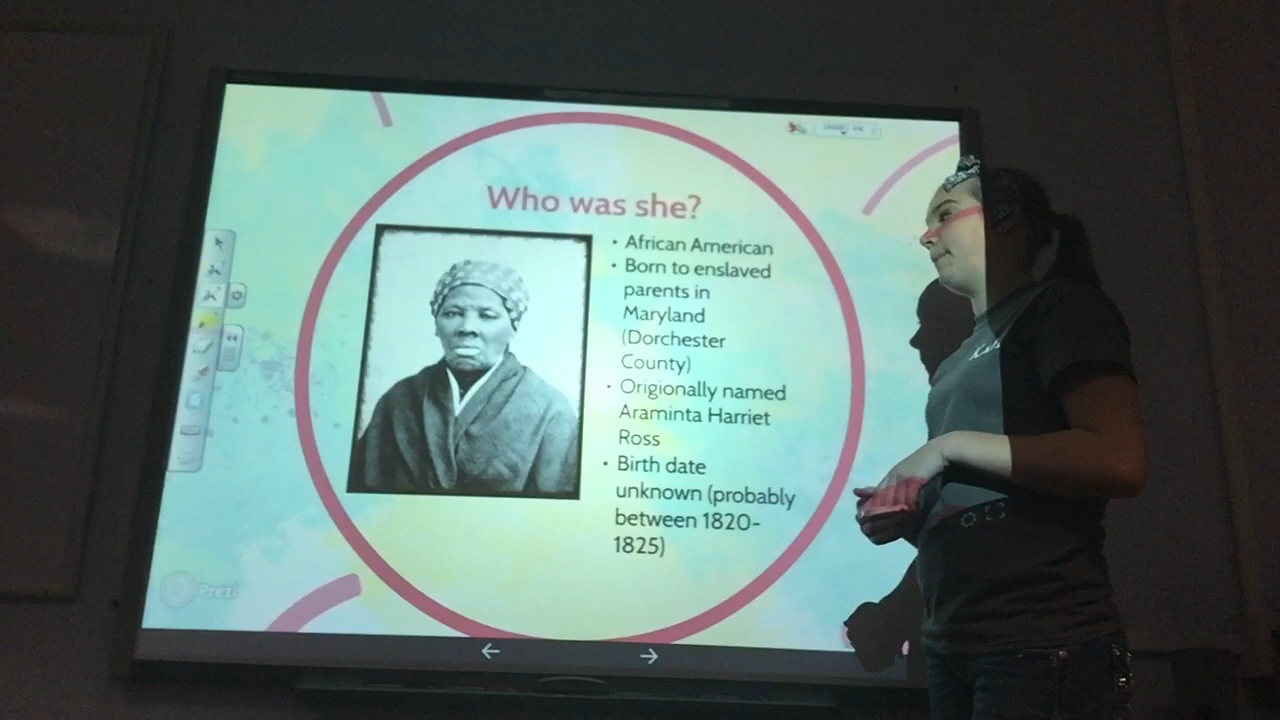 Who was she?
• African American
• Born to enslaved
parents in
Maryland
(Dorchester
County)
• Origionally named
Araminta Harriet
Ross
• Birth date
unknown (probably
between 1820-
1825)
Prezi